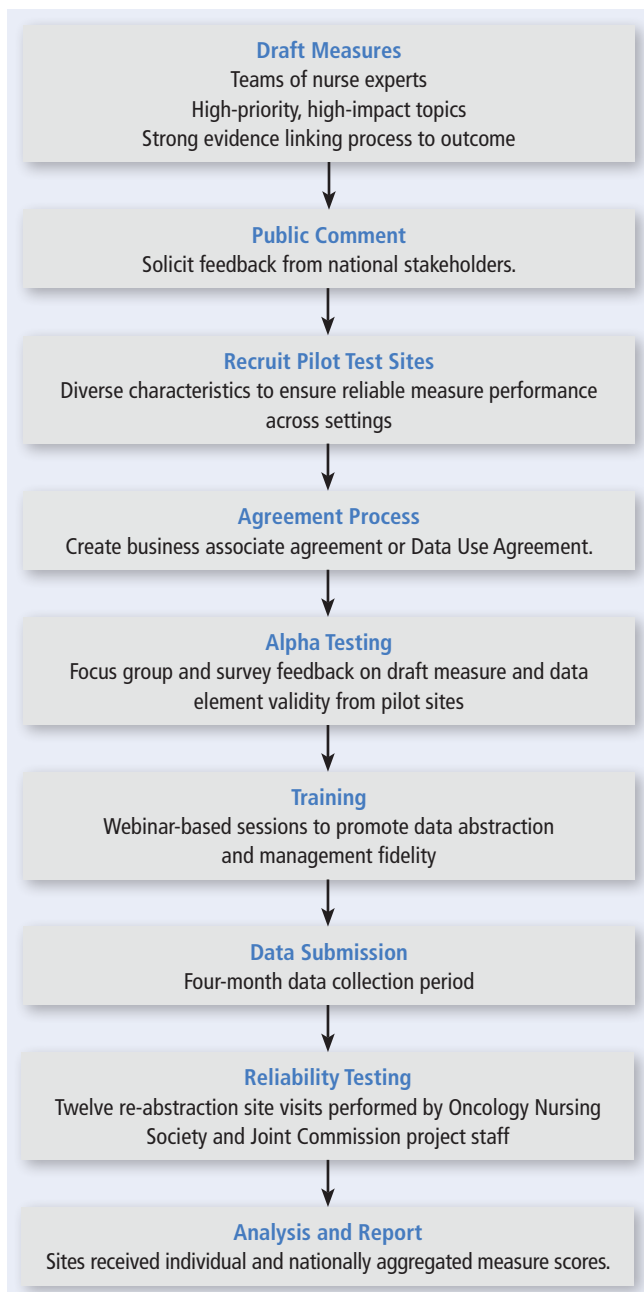 Draft Measures
Teams of nurse experts
High-priority, high-impact topics
Strong evidence linking process to outcome
Public Comment
Solicit feedback from national stakeholders.
Recruit Pilot Test Sites
Diverse characteristics to ensure reliable measure performance
across settings
Agreement Process
Create business associate agreement or Data Use Agreement.
Alpha Testing
Focus group and survey feedback on draft measure and data
element validity from pilot sites
Training
Webinar-based sessions to promote data abstraction
and management fidelity
Data Submission
Four-month data collection period
Reliability Testing
Twelve re-abstraction site visits performed by Oncology Nursing
Society and Joint Commission project staff
Analysis and Report
Sites received individual and nationally aggregated measure scores.